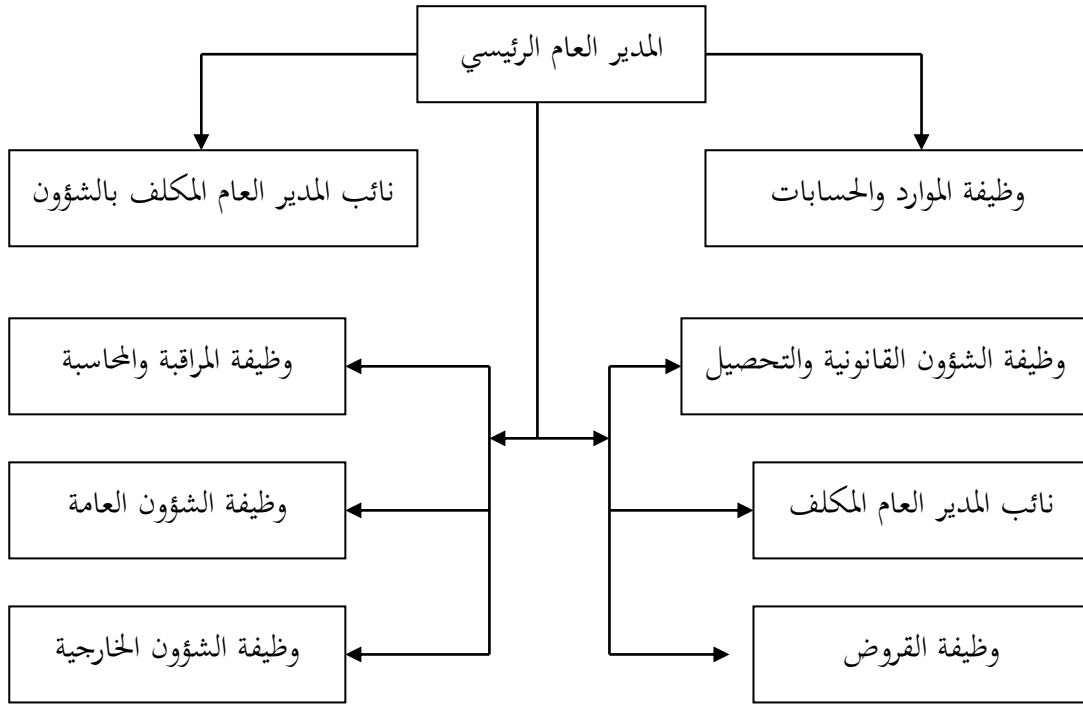 المدير العام الرئيسي
وظيفة الموارد والحسابات
نائب المدير العام المكلف بالشؤون
وظيفة الشؤون القانونية والتحصيل
وظيفة المراقبة والمحاسبة
نائب المدير العام المكلف
وظيفة الشؤون العامة
وظيفة القروض
وظيفة الشؤون الخارجية